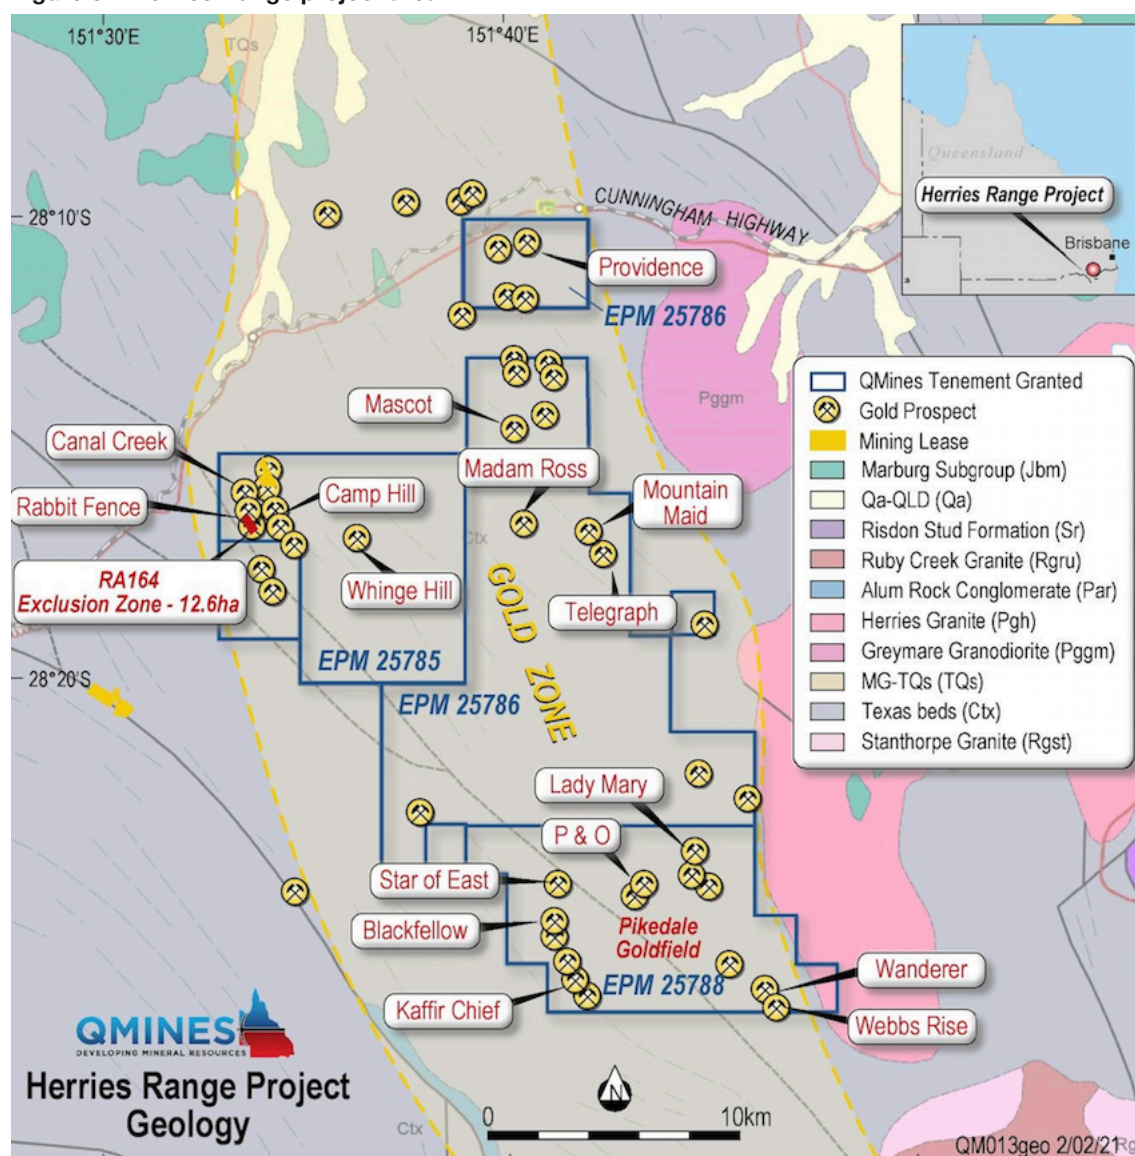 151°30'E
151°40'E
TQs
28°10'S
CUNNINGHAM HIGHWAY
Queensland
Herries Range Project
Brisbane
Providence
EPM 25786
Pggm
Mascot
Canal Creek
Rabbit Fence
Camp Hill
Madam Ross
Mountain
Maid
RA164
Exclusion Zone - 12.6ha
Whinge Hill
Ctx
Telegraph
GOLD ZONE
EPM 25785
28°20'S
EPM 25786
QMines Tenement Granted
Gold Prospect
Mining Lease
Marburg Subgroup (Jbm)
Qa-QLD (Qa)
Risdon Stud Formation (Sr)
Ruby Creek Granite (Rgru)
Alum Rock Conglomerate (Par)
Herries Granite (Pgh)
Greymare Granodiorite (Pggm)
MG-TQs (TQs)
Texas beds (Ctx)
Stanthorpe Granite (Rgst)
Lady Mary
P & O
Star of East
Blackfellow
Pikedale
Goldfield
Kaffir Chief
EPM 25788
Wanderer
Webbs Rise
QMINES
DEVELOPING MINERAL RESOURCES
Herries Range Project
Geology
N
0 10km
Ctx
QM013geo 2/02/21